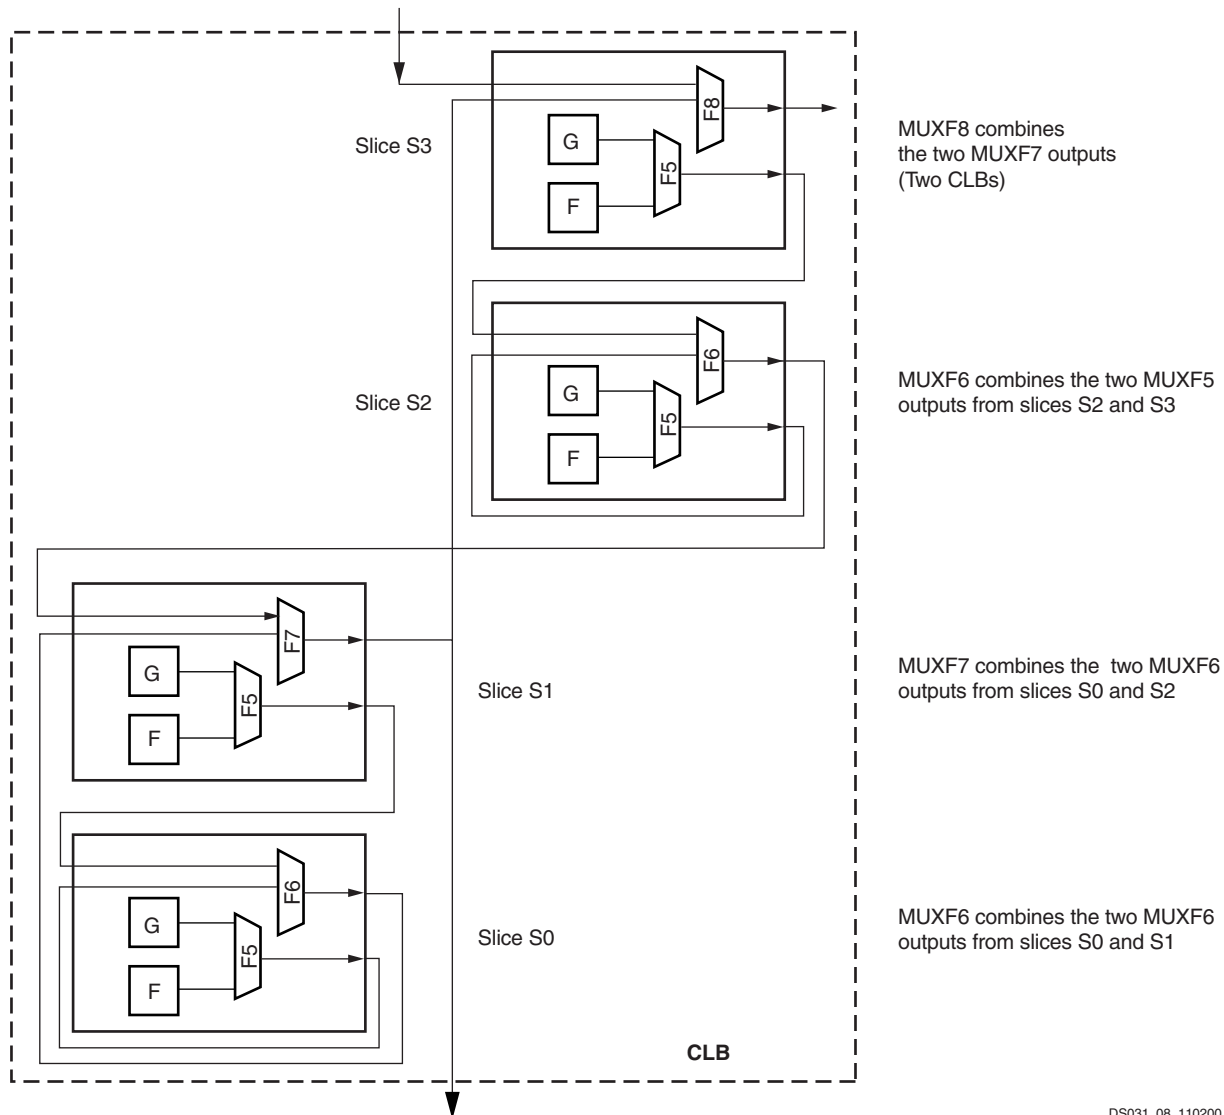 Slice S3
F8
G
F5
F
MUXF8 combines
the two MUXF7 outputs
(Two CLBs)
Slice S2
F6
G
F5
F
MUXF6 combines the two MUXF5
outputs from slices S2 and S3
F7
G
F5
F
Slice S1
MUXF7 combines the two MUXF6
outputs from slices S0 and S2
F6
G
F5
F
Slice S0
MUXF6 combines the two MUXF6
outputs from slices S0 and S1
CLB
DS031_08_110200